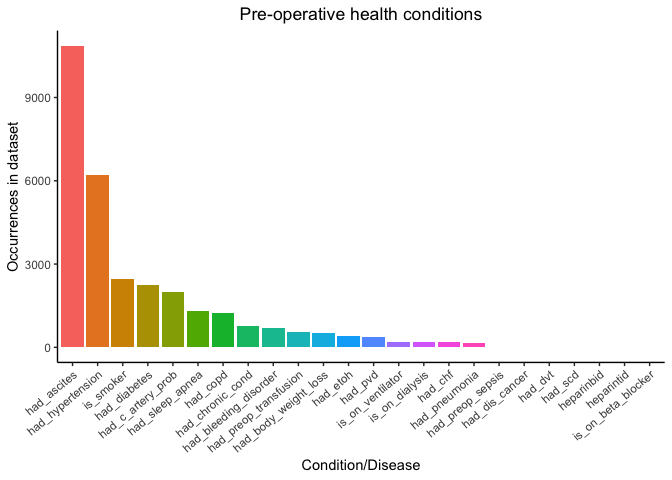 Pre-operative health conditions
Occurrences in dataset
9000
6000
3000
0
had_ascites
had_hypertension
is_smoker
had_diabetes
had_c_artery_prob
had_sleep_apnea
had_copd
had_chronic_cond
had_bleeding_disorder
had_preop_transfusion
had_body_weight_loss
had_etoh
had_pvd
is_on_ventilator
is_on_dialysis
had_chf
had_pneumonia
had_preop_sepsis
had_dis_cancer
had_dvt
had_scd
heparinbid
heparintid
is_on_beta_blocker
Condition/Disease